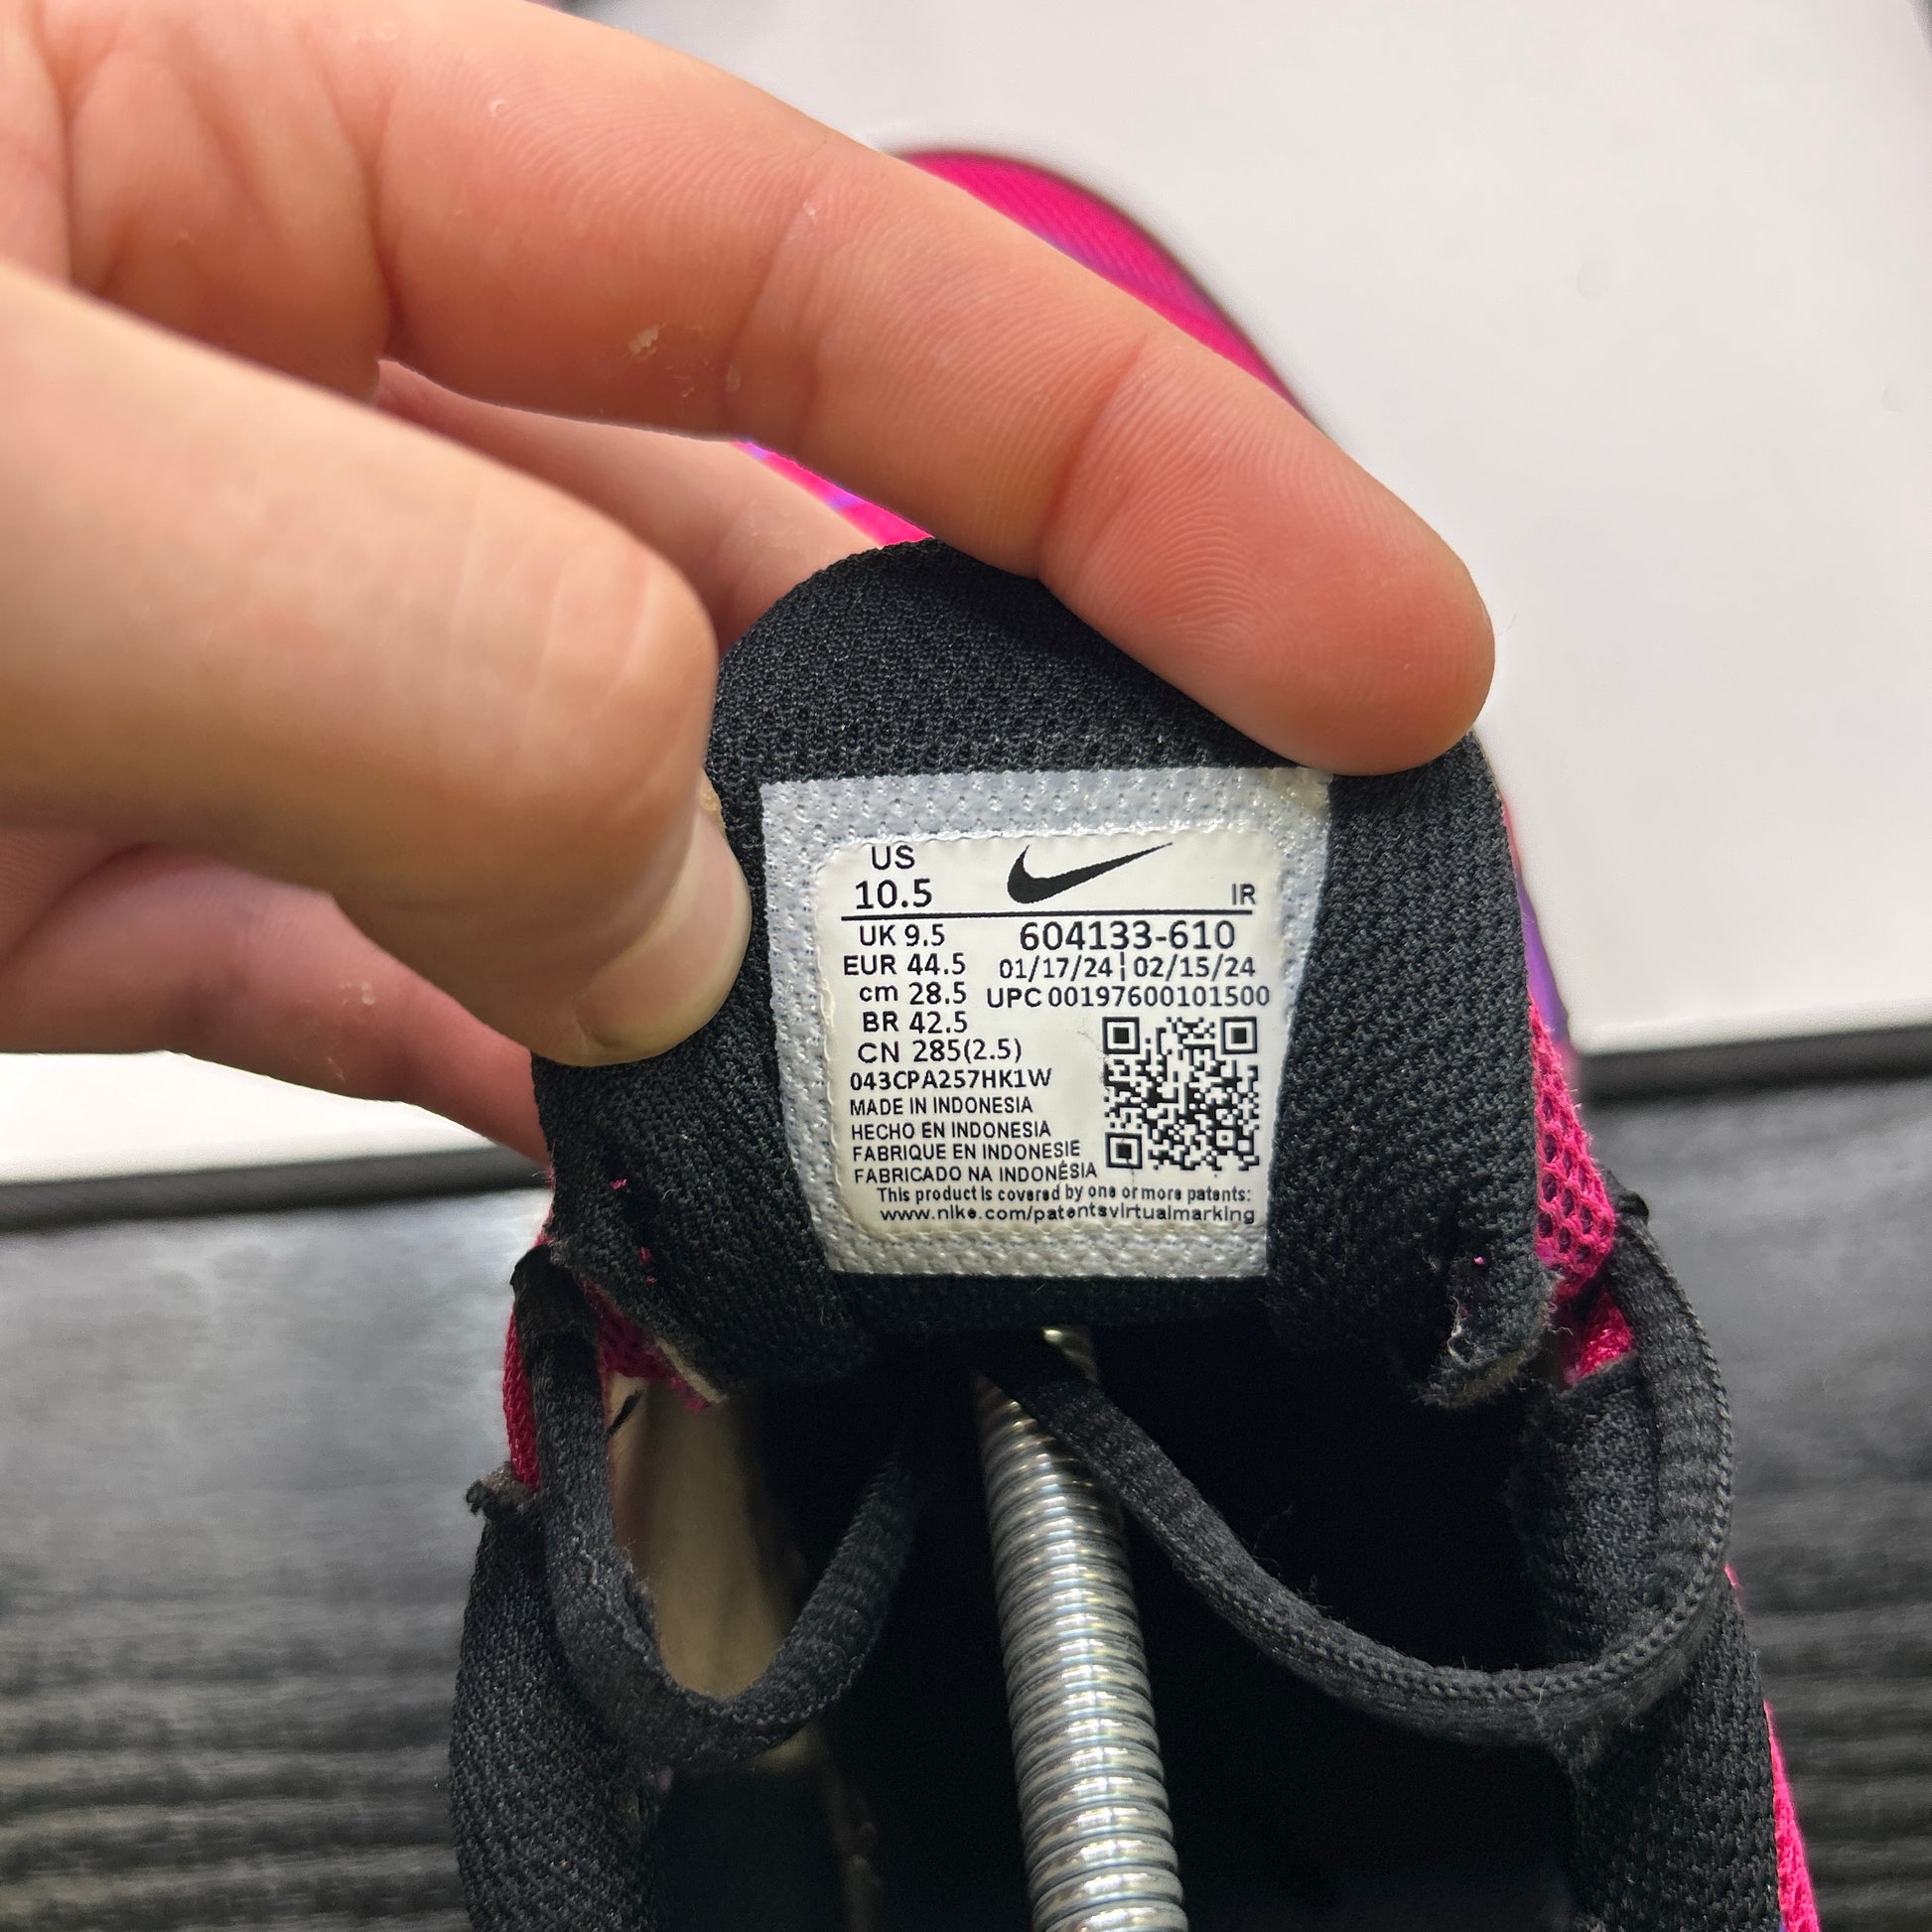 US
10.5
IR
UK 9.5
EUR 44.5
cm 28.5
BR 42.5
CN 285(2.5)
604133-610
01/17/24¦02/15/24
UPC 00197600101500
043CPA257HK1W
MADE IN INDONESIA
HECHO EN INDONESIA
FABRIQUE EN INDONESIE
FABRICADO NA INDONÉSIA
This product is covered by one or more patents:
www.nike.com/patentsvirtualmarking